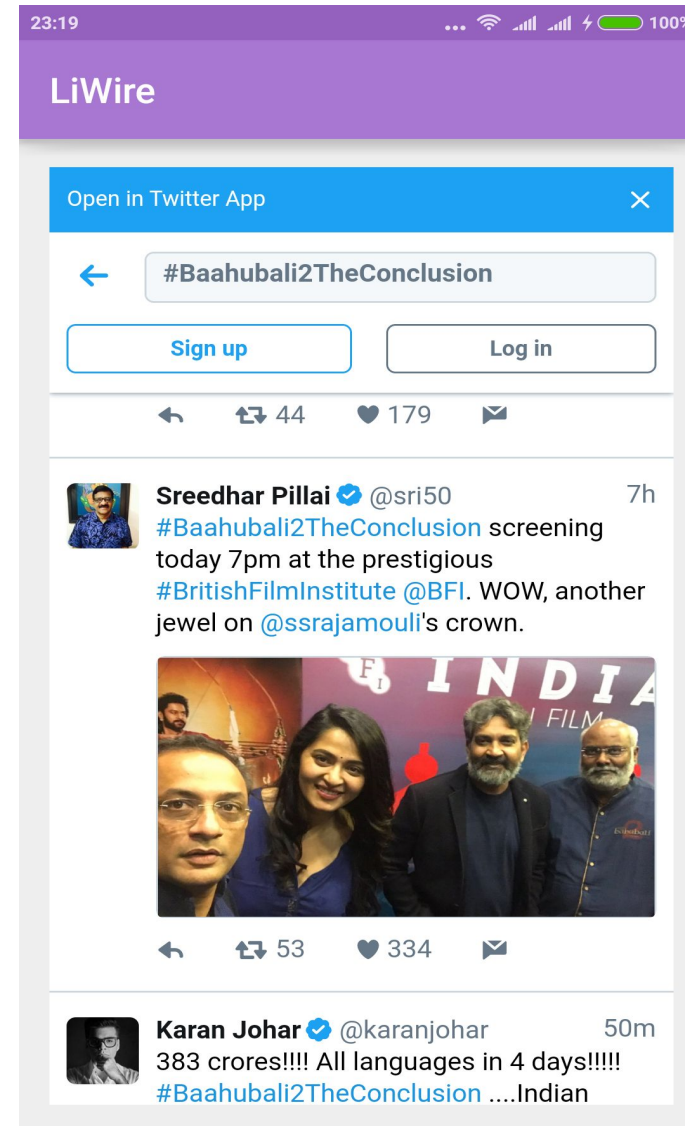 23:19
... 100%
LiWire
Open in Twitter App
#Baahubali2TheConclusion
Sign up Log in
44 179
Sreedhar Pillai @sri50 7h
#Baahubali2TheConclusion screening
today 7pm at the prestigious
#BritishFilmInstitute @BFI. WOW, another
jewel on @ssrajamouli's crown.
F I INDIA
FILM
Bahubali
53 334
Karan Johar @karanjohar 50m
383 crores!!!! All languages in 4 days!!!!!
#Baahubali2TheConclusion ....Indian